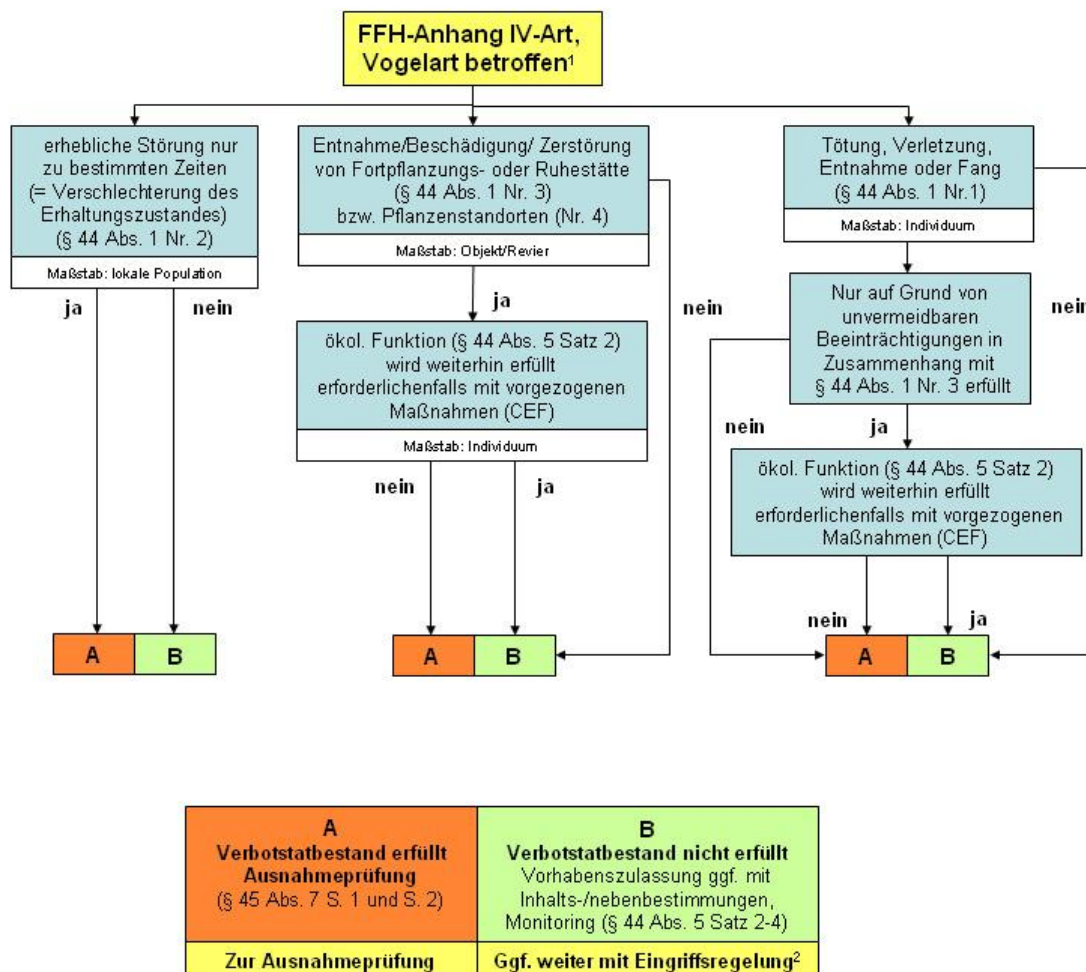 FFH-Anhang IV-Art,
Vogelart betroffen¹
erhebliche Störung nur
zu bestimmten Zeiten
(= Verschlechterung des
Erhaltungszustandes)
(§ 44 Abs. 1 Nr. 2)
Maßstab: lokale Population
ja
nein
A
B
Entnahme/Beschädigung/ Zerstörung
von Fortpflanzungs- oder Ruhestätte
(§ 44 Abs. 1 Nr. 3)
bzw. Pflanzenstandorten (Nr. 4)
Maßstab: Objekt/Revier
ja
nein
ökol. Funktion (§ 44 Abs. 5 Satz 2)
wird weiterhin erfüllt
erforderlichenfalls mit vorgezogenen
Maßnahmen (CEF)
Maßstab: Individuum
nein
ja
A
B
Tötung, Verletzung,
Entnahme oder Fang
(§ 44 Abs. 1 Nr.1)
Maßstab: Individuum
nein
Nur auf Grund von
unvermeidbaren
Beeinträchtigungen in
Zusammenhang mit
§ 44 Abs. 1 Nr. 3 erfüllt
nein
ja
ökol. Funktion (§ 44 Abs. 5 Satz 2)
wird weiterhin erfüllt
erforderlichenfalls mit vorgezogenen
Maßnahmen (CEF)
nein
ja
A
B
A
Verbotstatbestand erfüllt
Ausnahmeprüfung
(§ 45 Abs. 7 S. 1 und S. 2)
Zur Ausnahmeprüfung
B
Verbotstatbestand nicht erfüllt
Vorhabenszulassung ggf. mit
Inhalts-/nebenbestimmungen,
Monitoring (§ 44 Abs. 5 Satz 2-4)
Ggf. weiter mit Eingriffsregelung²